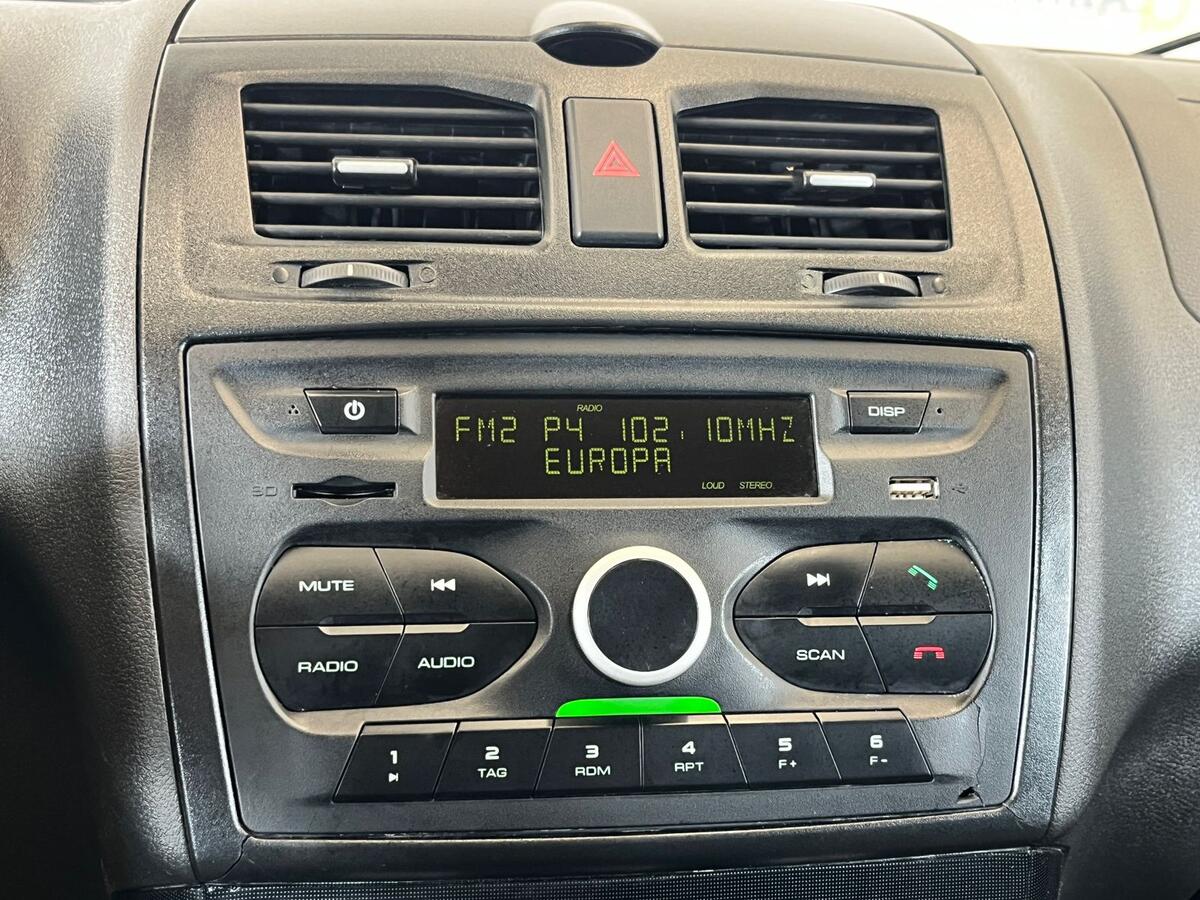 RADIO
FM2 P4 102.10MHZ
EUROPA
LOUD STEREO
DISP
SD
MUTE
RADIO
AUDIO
SCAN
1
2
TAG
3
RDM
4
RPT
5
F+
6
F-